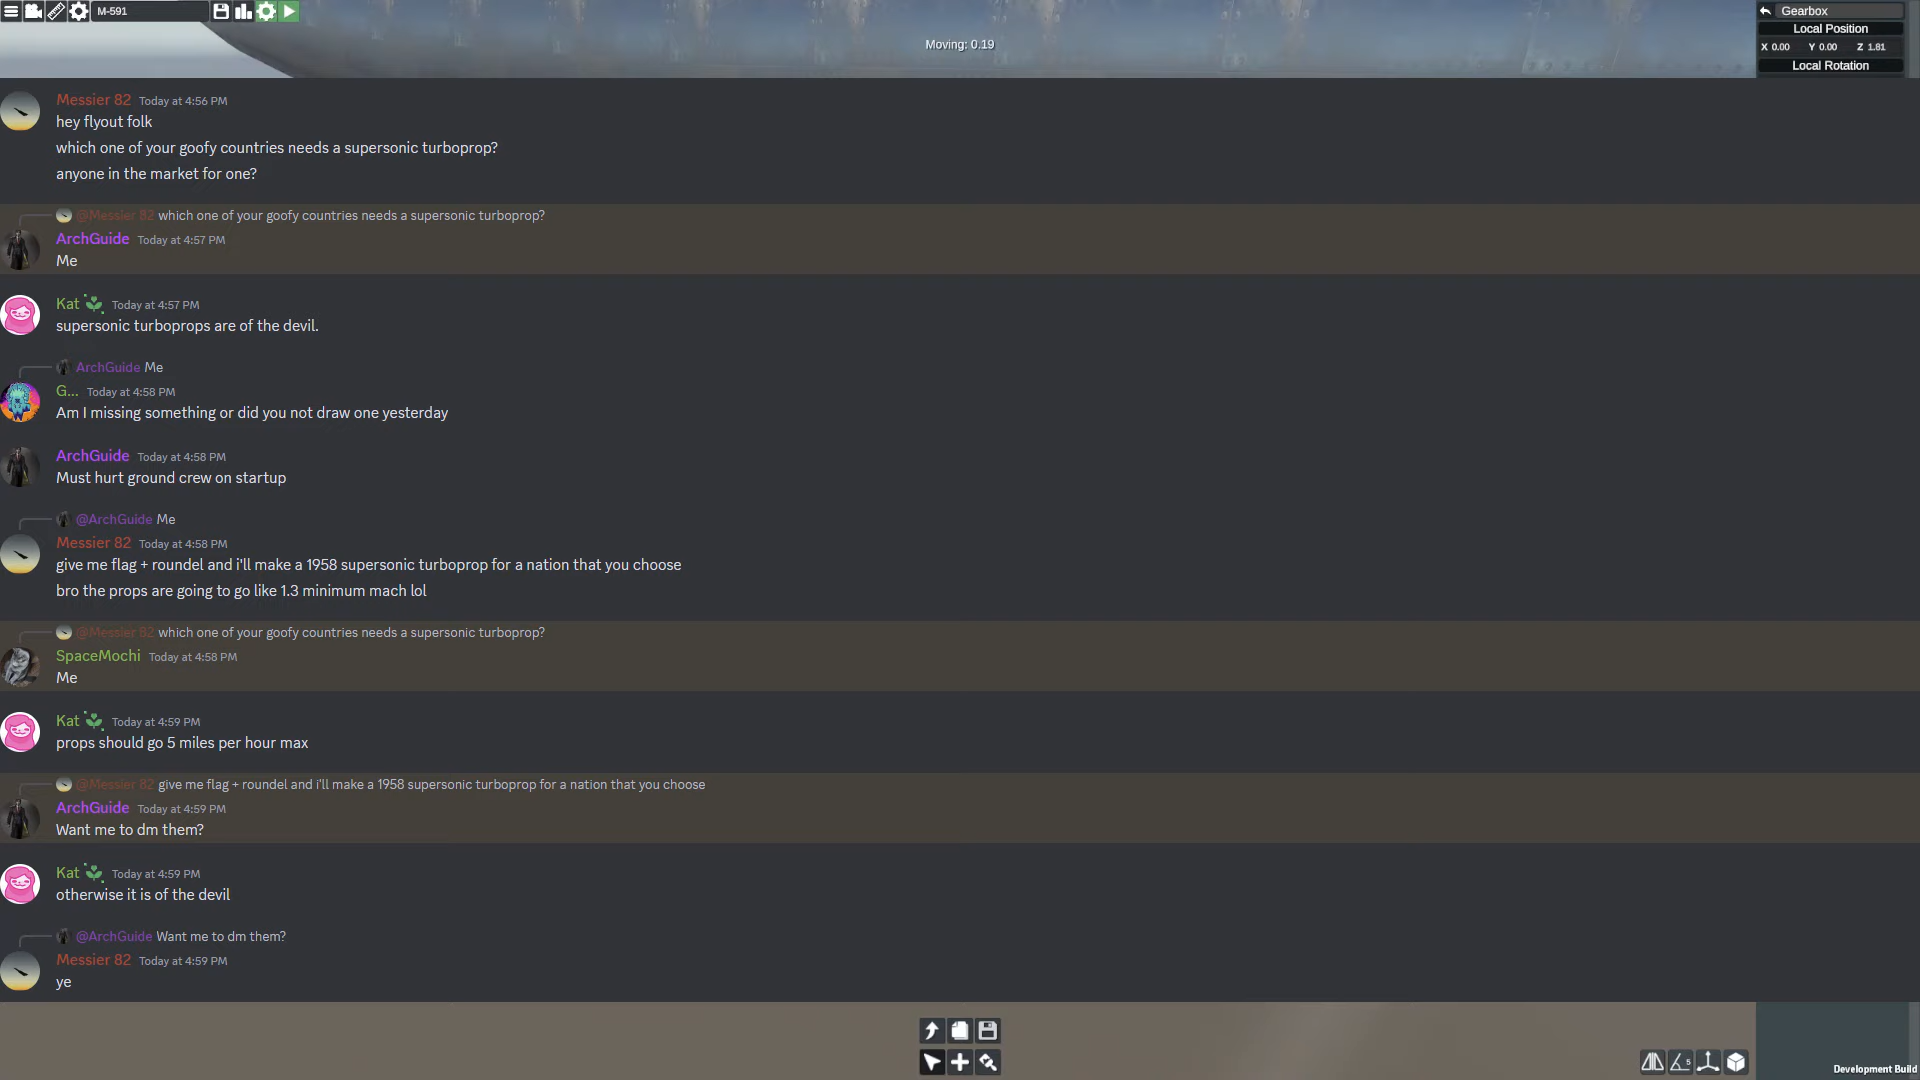 M-591
Moving: 0.19
Gearbox
Local Position
X 0.00 Y 0.00 Z 1.81
Local Rotation
Messier 82 Today at 4:56 PM
hey flyout folk
which one of your goofy countries needs a supersonic turboprop?
anyone in the market for one?
@Messier 82 which one of your goofy countries needs a supersonic turboprop?
ArchGuide Today at 4:57 PM
Me
Kat Today at 4:57 PM
supersonic turboprops are of the devil.
ArchGuide Me
G... Today at 4:58 PM
Am I missing something or did you not draw one yesterday
ArchGuide Today at 4:58 PM
Must hurt ground crew on startup
@ArchGuide Me
Messier 82 Today at 4:58 PM
give me flag + roundel and i'll make a 1958 supersonic turboprop for a nation that you choose
bro the props are going to go like 1.3 minimum mach lol
@Messier 82 which one of your goofy countries needs a supersonic turboprop?
SpaceMochi Today at 4:58 PM
Me
Kat Today at 4:59 PM
props should go 5 miles per hour max
@Messier 82 give me flag + roundel and i'll make a 1958 supersonic turboprop for a nation that you choose
ArchGuide Today at 4:59 PM
Want me to dm them?
Kat Today at 4:59 PM
otherwise it is of the devil
@ArchGuide Want me to dm them?
Messier 82 Today at 4:59 PM
ye
5
Development Build